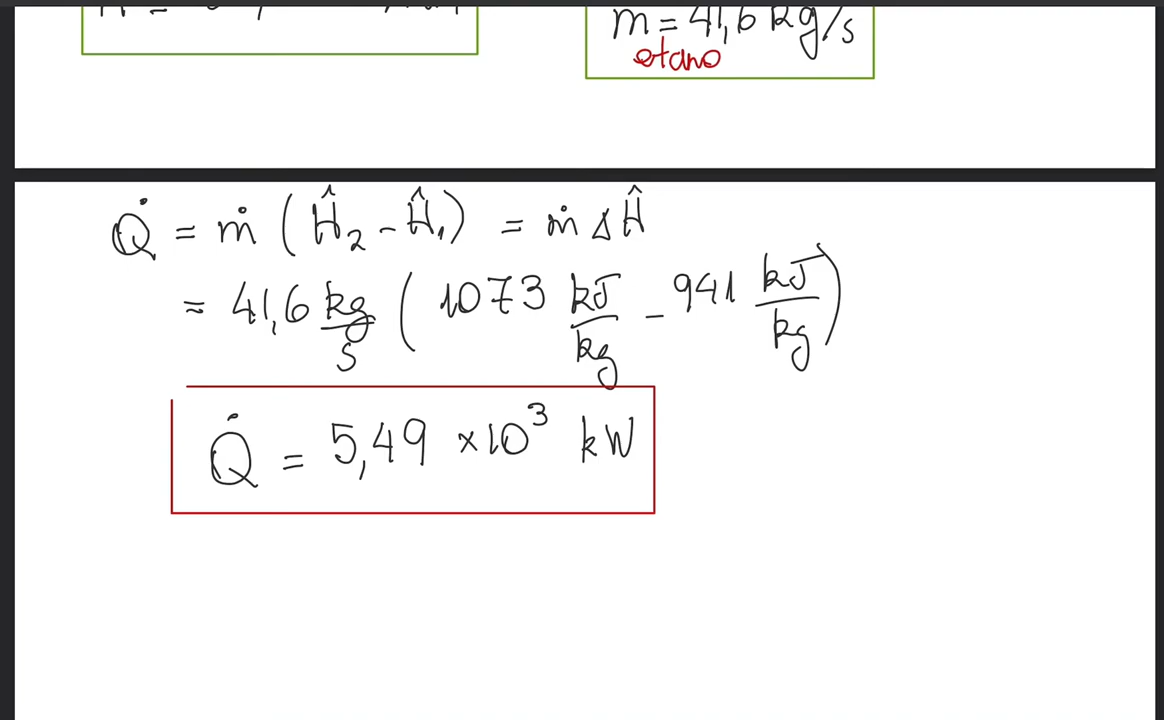 m = 41,6 kg/s
etano
Q̇ = ṁ ( Ĥ₂ - Ĥ₁ ) = ṁ Δ Ĥ
= 41,6 kg/s ( 1073 kJ/kg - 941 kJ/kg )
Q̇ = 5,49 × 10³ kW